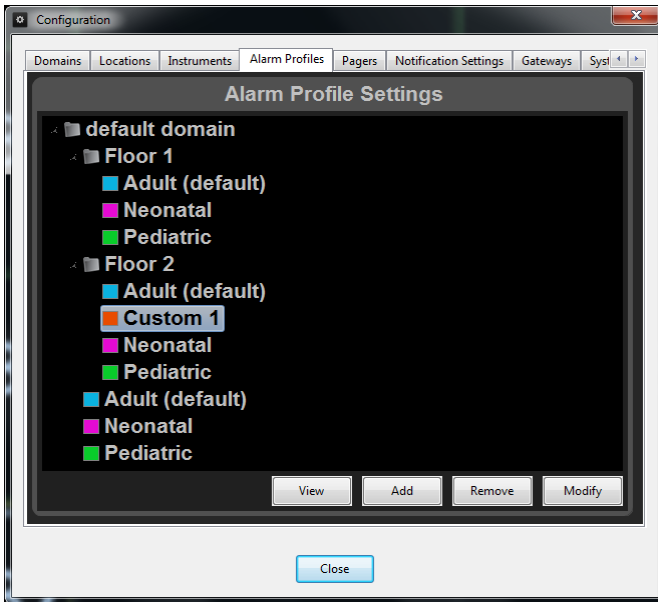 Configuration
Domains Locations Instruments Alarm Profiles Pagers Notification Settings Gateways Syst
Alarm Profile Settings
default domain
Floor 1
Adult (default)
Neonatal
Pediatric
Floor 2
Adult (default)
Custom 1
Neonatal
Pediatric
Adult (default)
Neonatal
Pediatric
View Add Remove Modify
Close